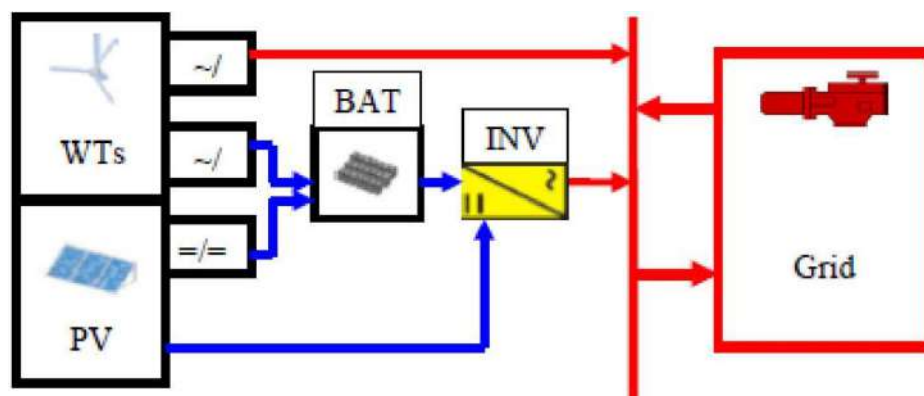 ~/
BAT
INV
WTs
~/
~
=/=
Grid
PV